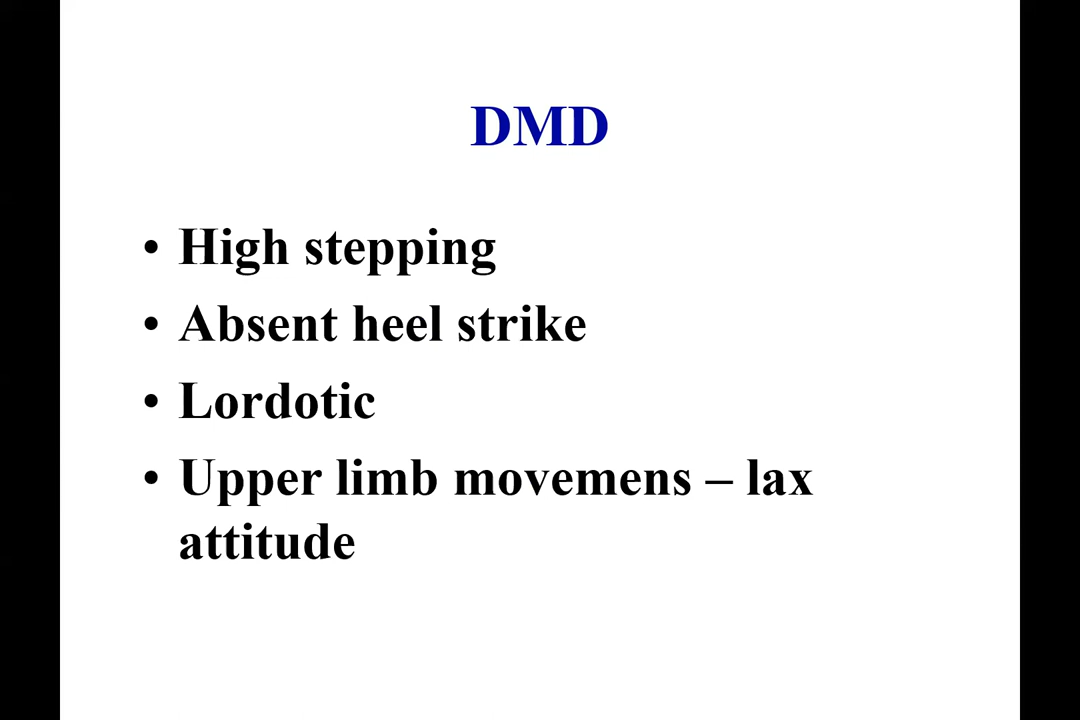 DMD
• High stepping
• Absent heel strike
• Lordotic
• Upper limb movemens – lax
attitude